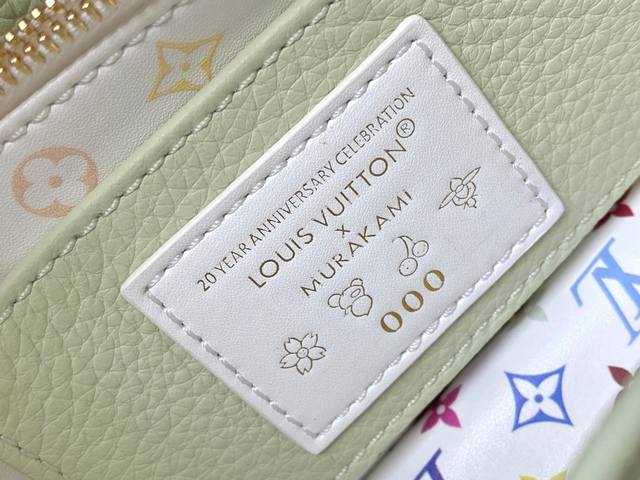 20 YEAR ANNIVERSARY CELEBRATION
LOUIS VUITTON®
×
MURAKAMI
000